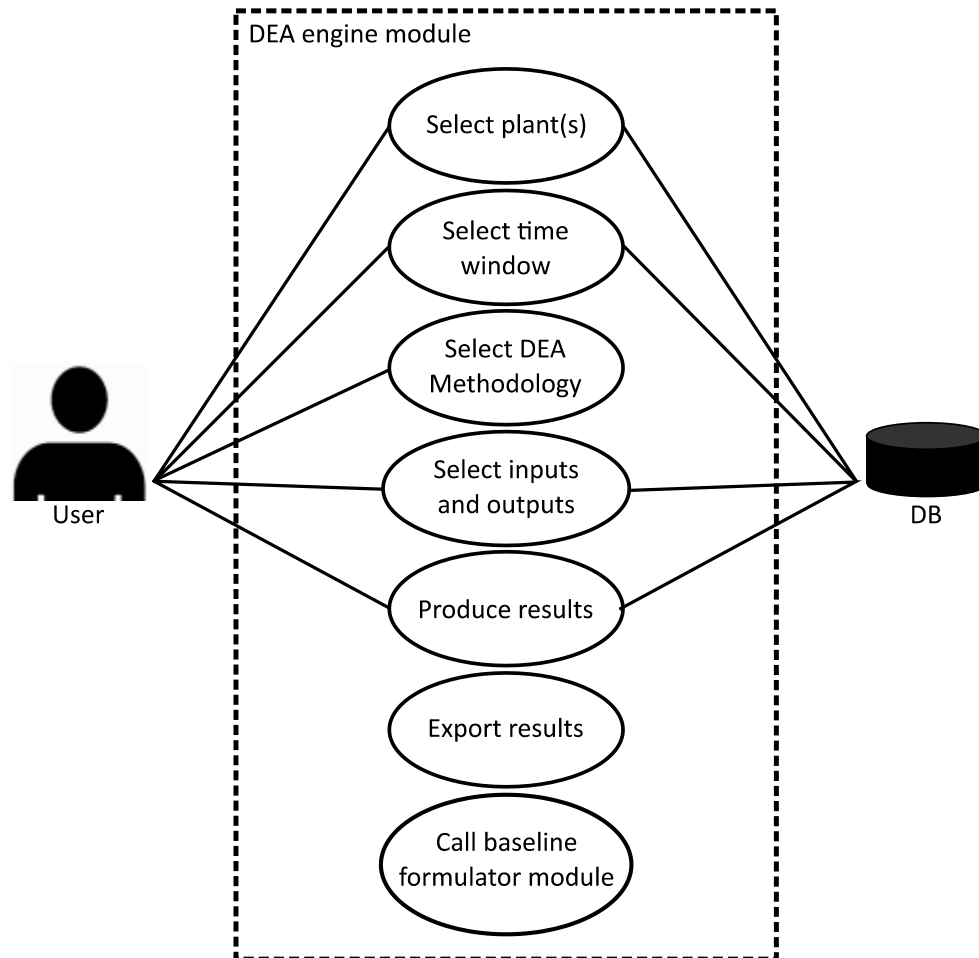 DEA engine module
Select plant(s)
Select time
window
Select DEA
Methodology
Select inputs
and outputs
User
DB
Produce results
Export results
Call baseline
formulator module